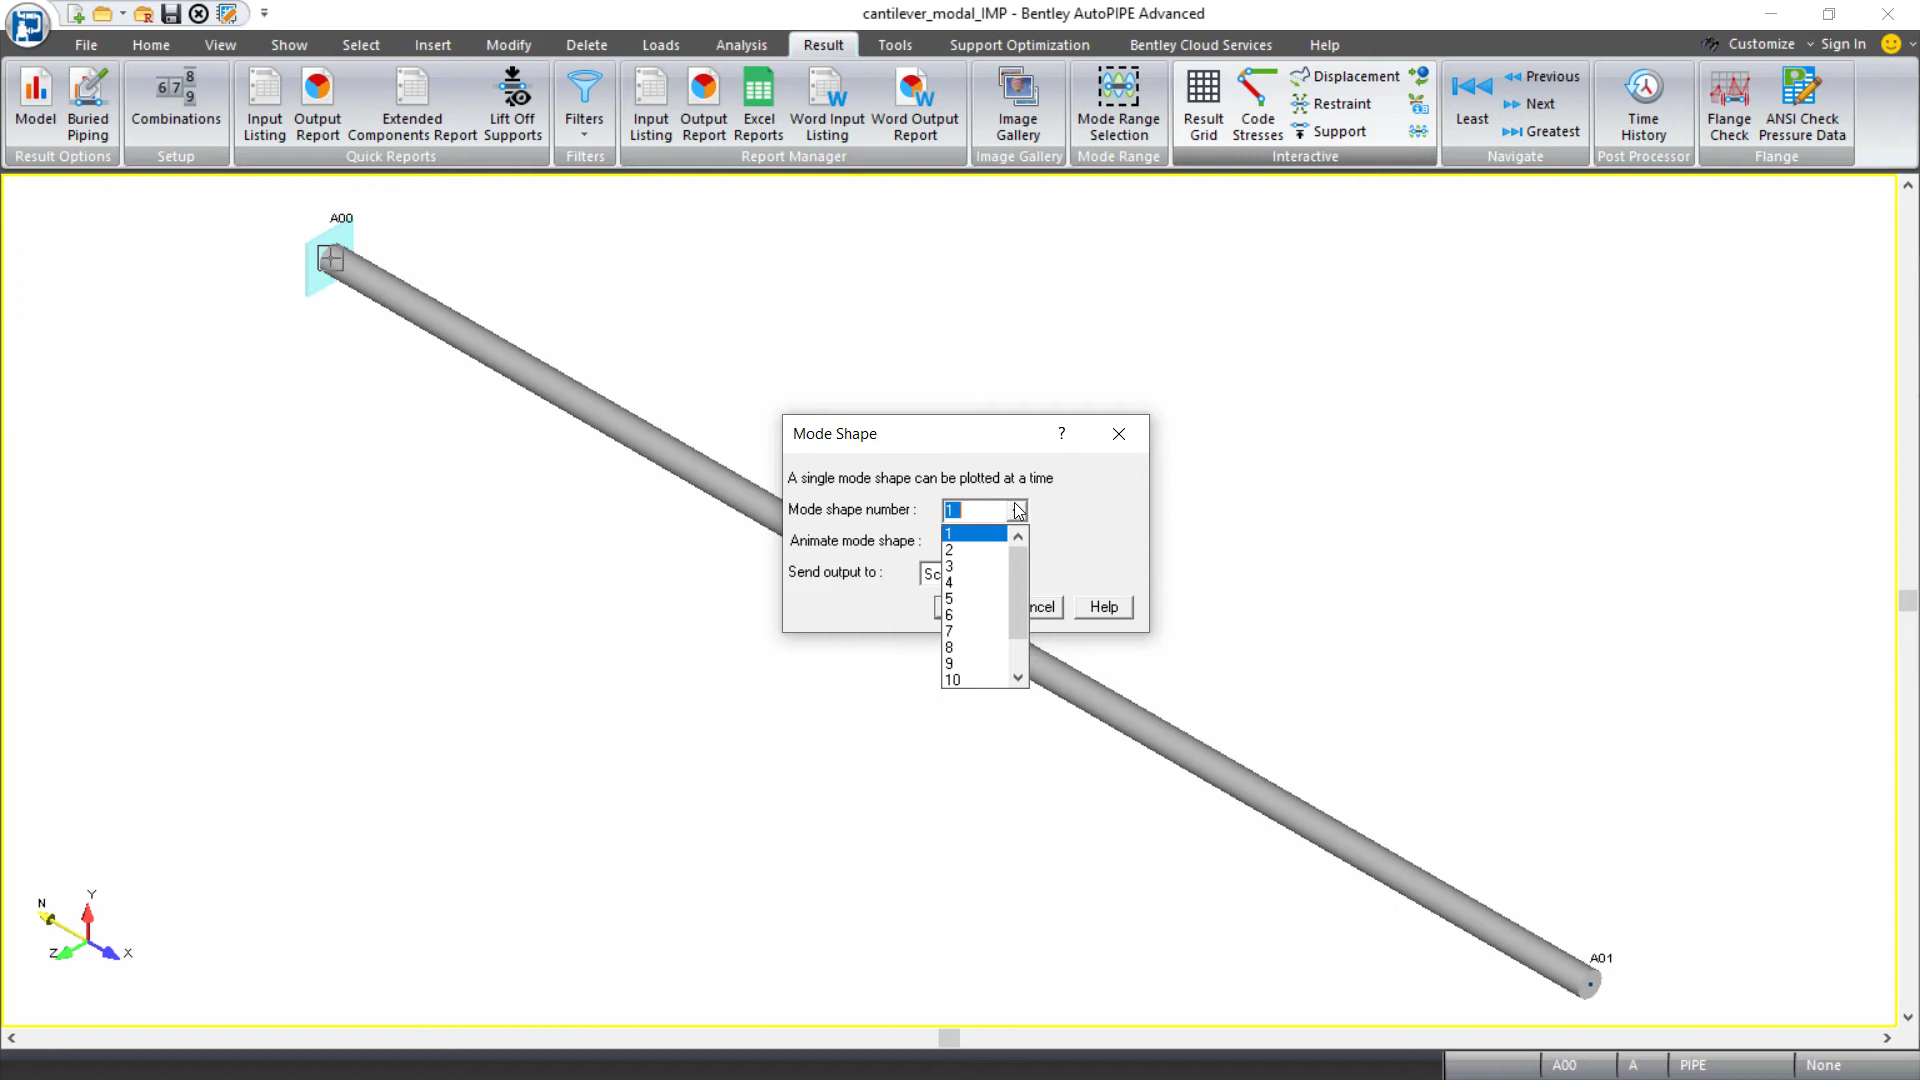 cantilever_modal_IMP - Bentley AutoPIPE Advanced
File Home View Show Select Insert Modify Delete Loads Analysis Result Tools Support Optimization Bentley Cloud Services Help Customize Sign In
Model
Buried Piping
Result Options
678 9
Combinations
Setup
Input Listing
Output Report
Extended Components Report
Lift Off Supports
Quick Reports
Filters
Filters
Input Listing
Output Report
Excel Reports
Word Input Listing
Word Output Report
Report Manager
Image Gallery
Image Gallery
Mode Range Selection
Mode Range
Result Grid
Code Stresses
Displacement
Restraint
Support
Interactive
Least
Previous
Next
Greatest
Navigate
Time History
Post Processor
Flange Check
ANSI Check Pressure Data
Flange
A00
Mode Shape ?
A single mode shape can be plotted at a time
Mode shape number : 1
Animate mode shape :
Send output to : Sc
ncel Help
1
2
3
4
5
6
7
8
9
10
N Y
Z X
A01
A00 A PIPE None